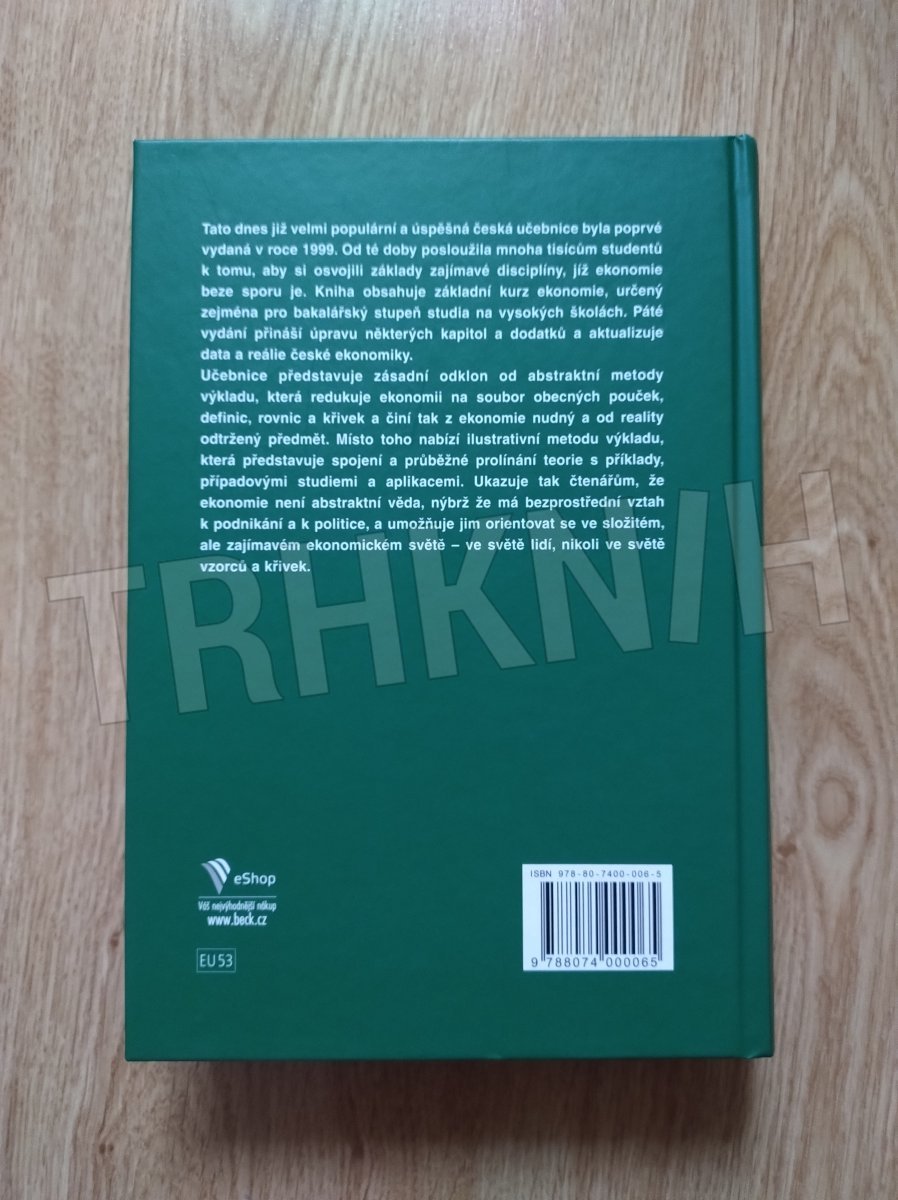 Tato dnes již velmi populární a úspěšná česká učebnice byla poprvé
vydaná v roce 1999. Od té doby posloužila mnoha tisícům studentů
k tomu, aby si osvojili základy zajímavé disciplíny, jíž ekonomie
beze sporu je. Kniha obsahuje základní kurz ekonomie, určený
zejména pro bakalářský stupeň studia na vysokých školách. Páté
vydání přináší úpravu některých kapitol a dodatků a aktualizuje
data a reálie české ekonomiky.
Učebnice představuje zásadní odklon od abstraktní metody
výkladu, která redukuje ekonomii na soubor obecných pouček,
definic, rovnic a křivek a činí tak z ekonomie nudný a od reality
odtržený předmět. Místo toho nabízí ilustrativní metodu výkladu,
která představuje spojení a průběžné prolínání teorie s příklady,
případovými studiemi a aplikacemi. Ukazuje tak čtenářům, že
ekonomie není abstraktní věda, nýbrž že má bezprostřední vztah
k podnikání a k politice, a umožňuje jim orientovat se ve složitém,
ale zajímavém ekonomickém světě – ve světě lidí, nikoli ve světě
vzorců a křivek.
TRHKNIH
eShop
Váš nejvýhodnější nákup
www.beck.cz
EU 53
ISBN 978-80-7400-006-5
9 788074 000065